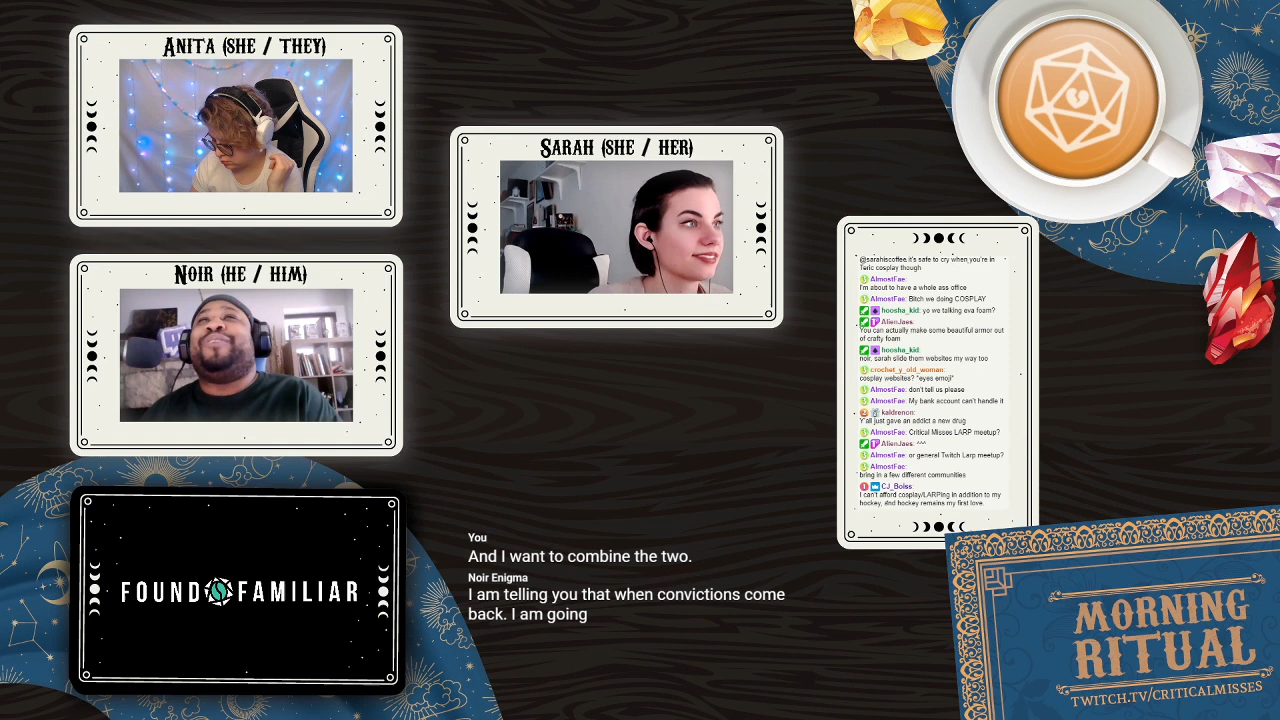 ANITA (SHE / THEY)
SARAH (SHE / HER)
NOIR (HE / HIM)
@sarahiscoffee it's safe to cry when you're in
Teric cosplay though
AlmostFae:
I'm about to have a whole ass office
AlmostFae: Bitch we doing COSPLAY
hoosha_kid: yo we talking eva foam?
AlienJaes:
You can actually make some beautiful armor out
of crafty foam
hoosha_kid:
noir, sarah slide them websites my way too
crochet_y_old_woman:
cosplay websites? *eyes emoji*
AlmostFae: don't tell us please
AlmostFae: My bank account can't handle it
kaldrenon:
Y'all just gave an addict a new drug
AlmostFae: Critical Misses LARP meetup?
AlienJaes: ^^^
AlmostFae: or general Twitch Larp meetup?
AlmostFae:
bring in a few different communities
CJ_Boiss:
I can't afford cosplay/LARPing in addition to my
hockey, and hockey remains my first love.
FOUND FAMILIAR
You
And I want to combine the two.
Noir Enigma
I am telling you that when convictions come
back. I am going
MORNING
RITUAL
TWITCH.TV/CRITICALMISSES